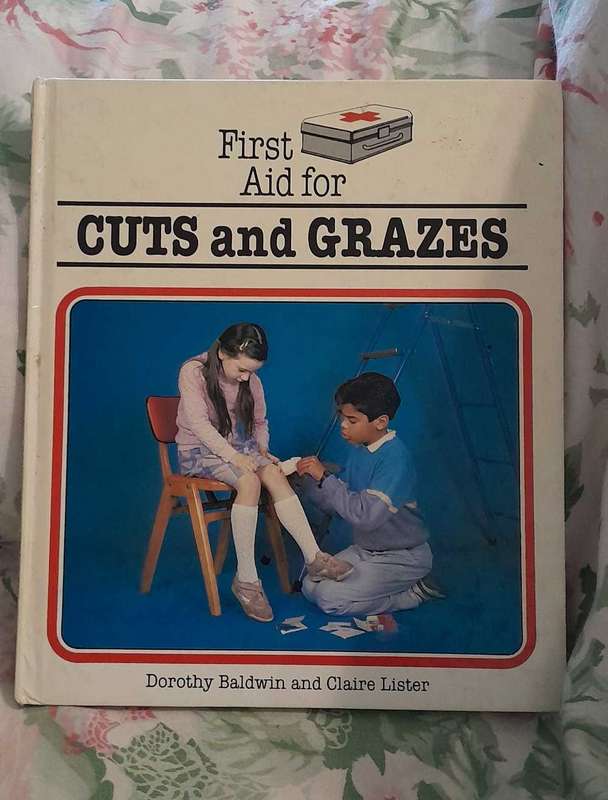 First
Aid for
CUTS and GRAZES
Dorothy Baldwin and Claire Lister